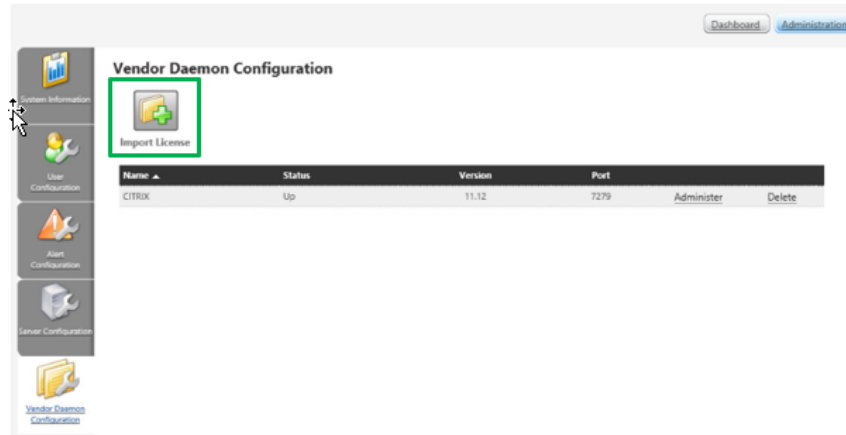 Dashboard Administration
System Information
Vendor Daemon Configuration
Import License
User
Configuration
Name Status Version Port
CITRIX Up 11.12 7279 Administer Delete
Alert
Configuration
Server Configuration
Vendor Daemon
Configuration